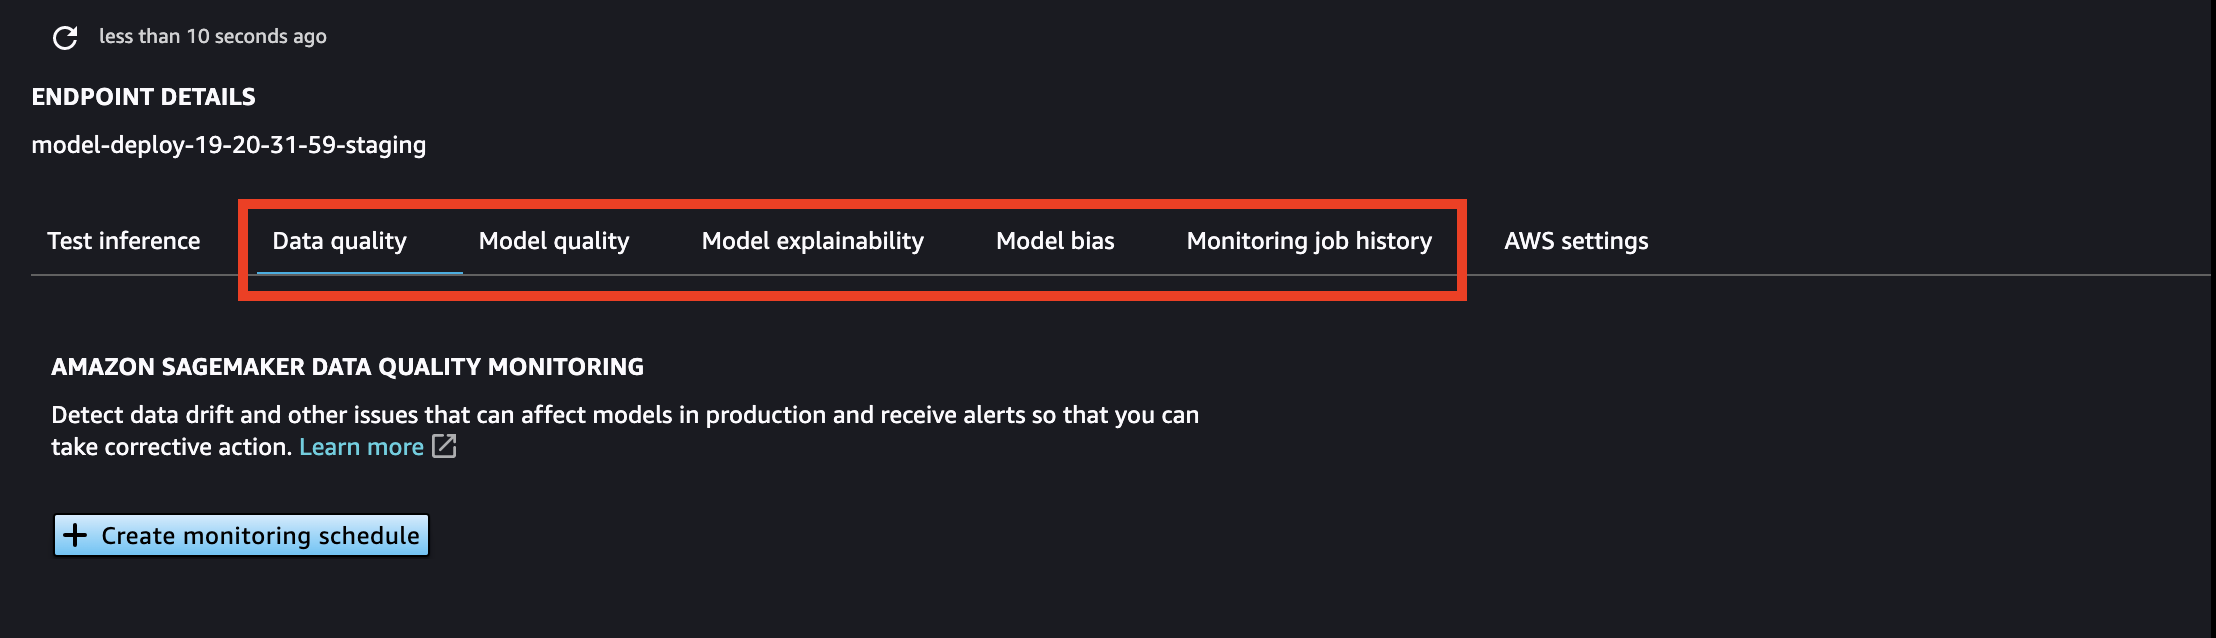 less than 10 seconds ago
ENDPOINT DETAILS
model-deploy-19-20-31-59-staging
Test inference Data quality Model quality Model explainability Model bias Monitoring job history AWS settings
AMAZON SAGEMAKER DATA QUALITY MONITORING
Detect data drift and other issues that can affect models in production and receive alerts so that you can
take corrective action. Learn more
+ Create monitoring schedule